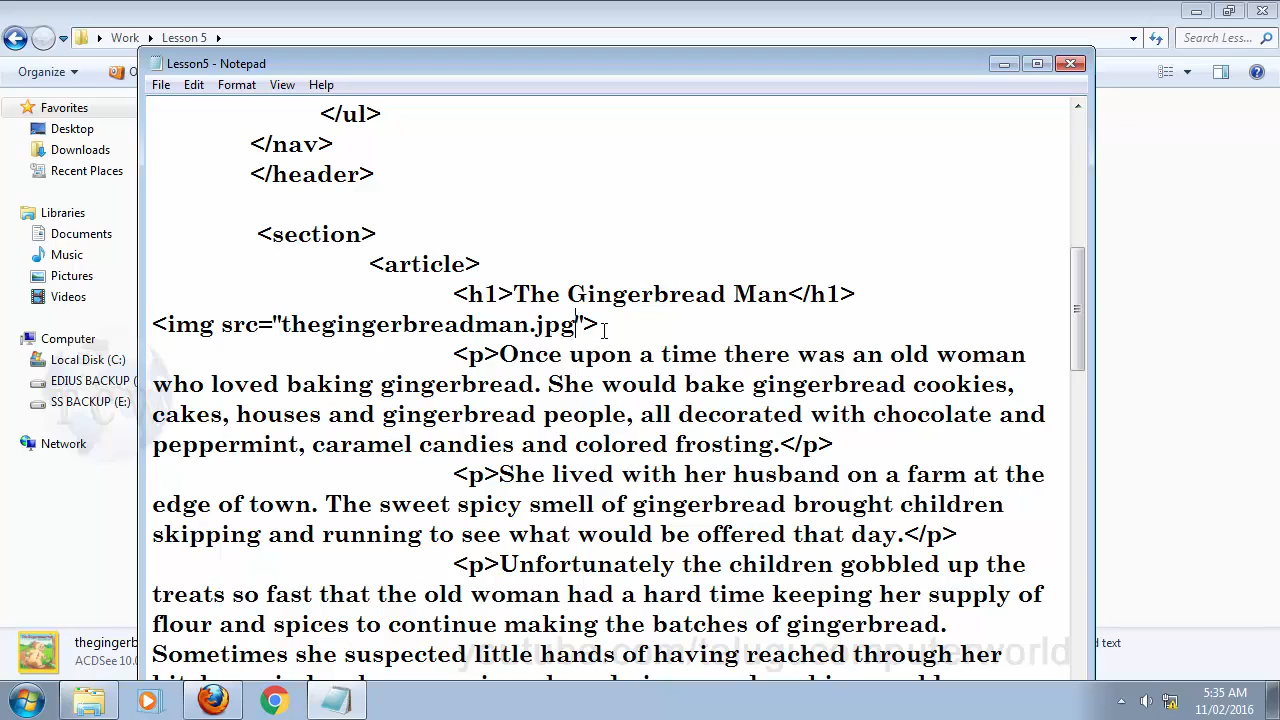 Work
Lesson 5
Search Less...
Lesson5 - Notepad
Organize
O
File Edit Format View Help
Favorites
Desktop
Downloads
Recent Places
Libraries
Documents
Music
Pictures
Videos
Computer
Local Disk (C:)
EDIUS BACKUP (
SS BACKUP (E:)
Network
</ul>
</nav>
</header>
<section>
<article>
<h1>The Gingerbread Man</h1>
<img src="thegingerbreadman.jpg">
<p>Once upon a time there was an old woman
who loved baking gingerbread. She would bake gingerbread cookies,
cakes, houses and gingerbread people, all decorated with chocolate and
peppermint, caramel candies and colored frosting.</p>
<p>She lived with her husband on a farm at the
edge of town. The sweet spicy smell of gingerbread brought children
skipping and running to see what would be offered that day.</p>
<p>Unfortunately the children gobbled up the
treats so fast that the old woman had a hard time keeping her supply of
flour and spices to continue making the batches of gingerbread.
Sometimes she suspected little hands of having reached through her
thegingerb
ACDSee 10.0
d text
youtube.com/telugucomputerworld
5:35 AM
11/02/2016